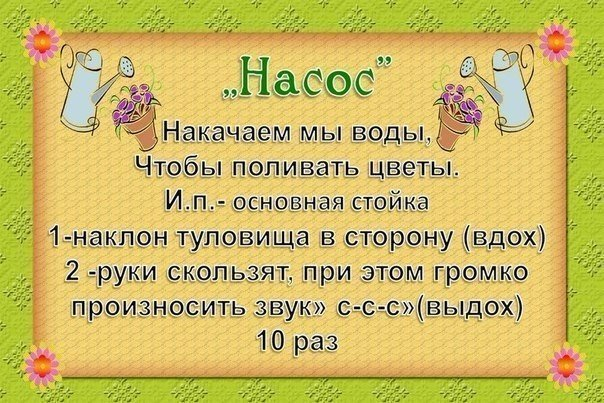 „Насос”
Накачаем мы воды,
Чтобы поливать цветы.
И.п.- основная стойка
1-наклон туловища в сторону (вдох)
2 -руки скользят, при этом громко
произносить звук» с-с-с»(выдох)
10 раз